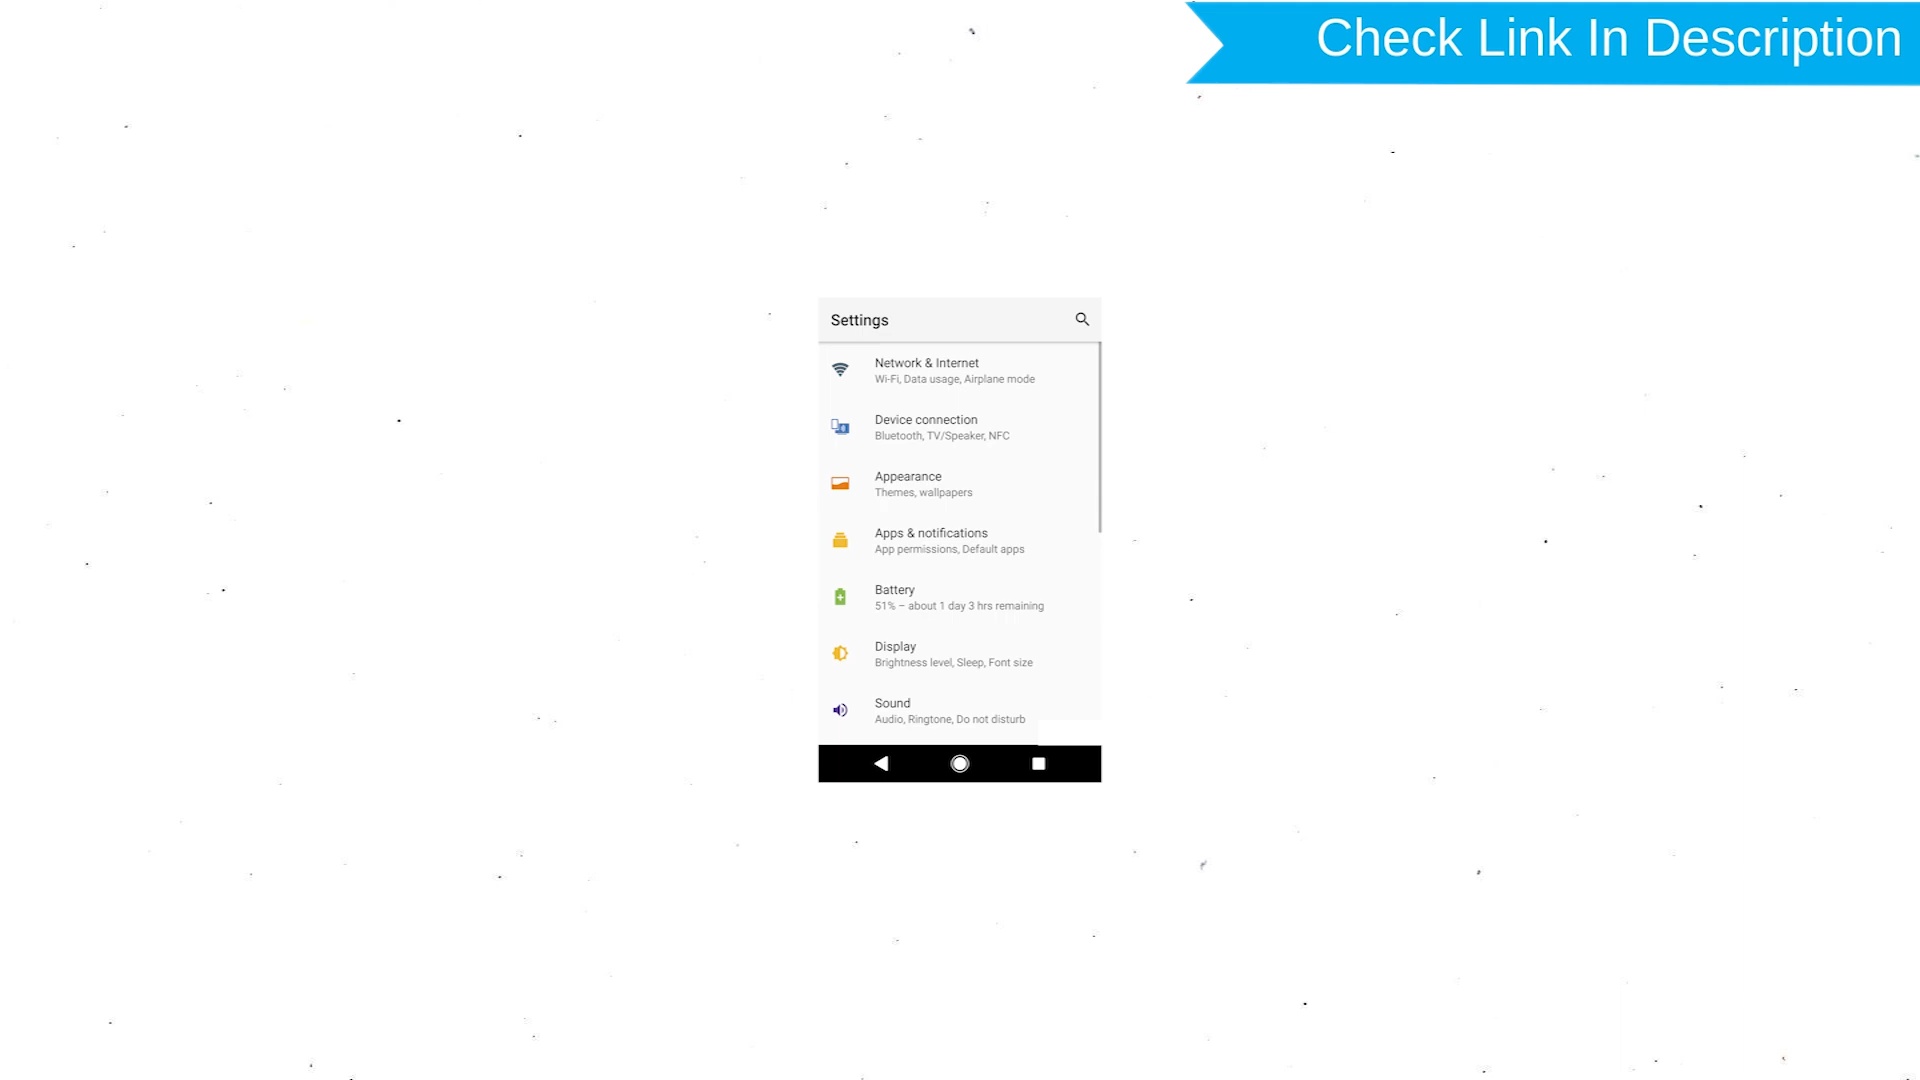 Check Link In Description
Settings
Network & Internet
Wi-Fi, Data usage, Airplane mode
Device connection
Bluetooth, TV/Speaker, NFC
Appearance
Themes, wallpapers
Apps & notifications
App permissions, Default apps
Battery
51% – about 1 day 3 hrs remaining
Display
Brightness level, Sleep, Font size
Sound
Audio, Ringtone, Do not disturb